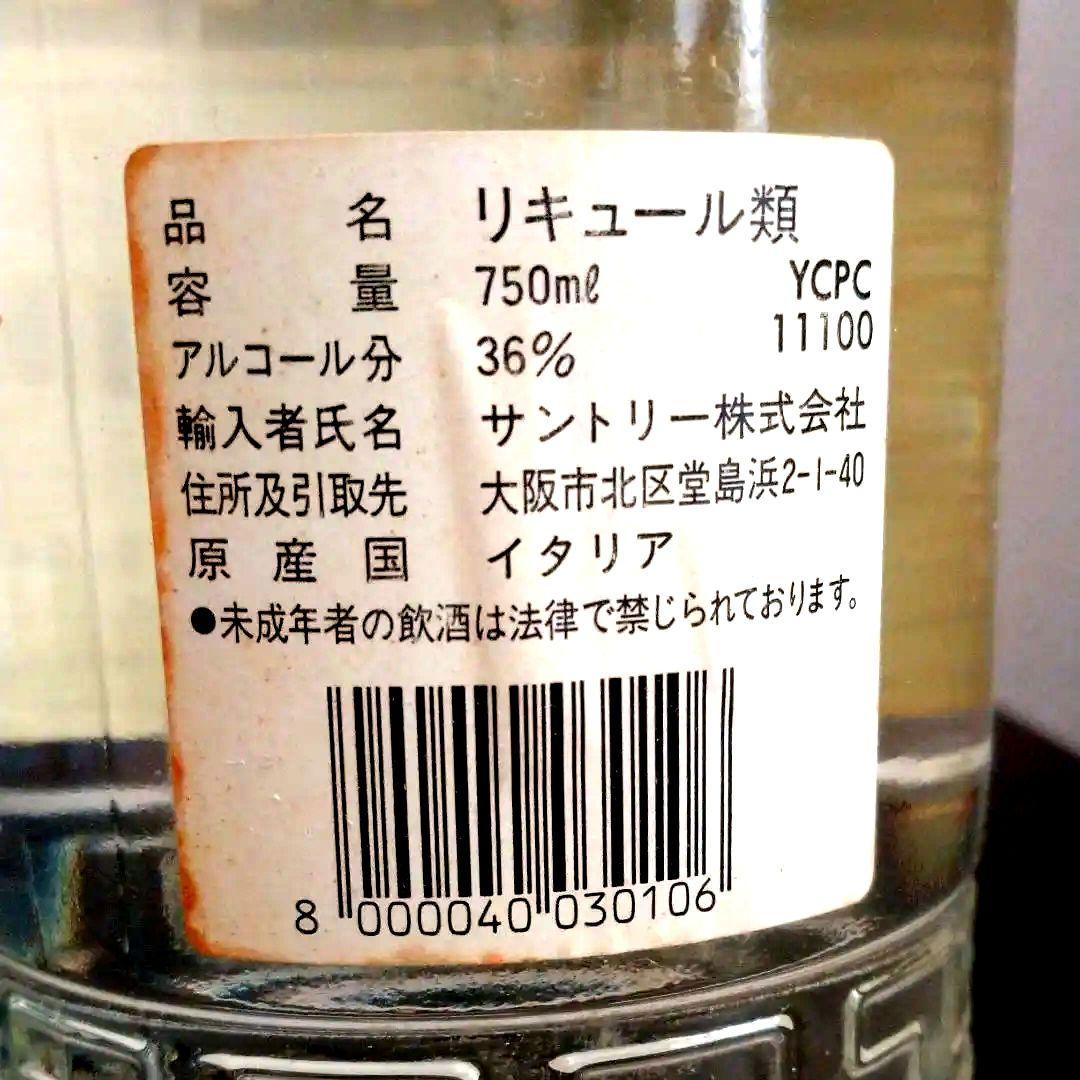 品名 リキュール類
容量 750mℓ YCPC
アルコール分 36% 11100
輸入者氏名 サントリー株式会社
住所及引取先 大阪市北区堂島浜2-1-40
原産国 イタリア
●未成年者の飲酒は法律で禁じられております。
8 000040 030106